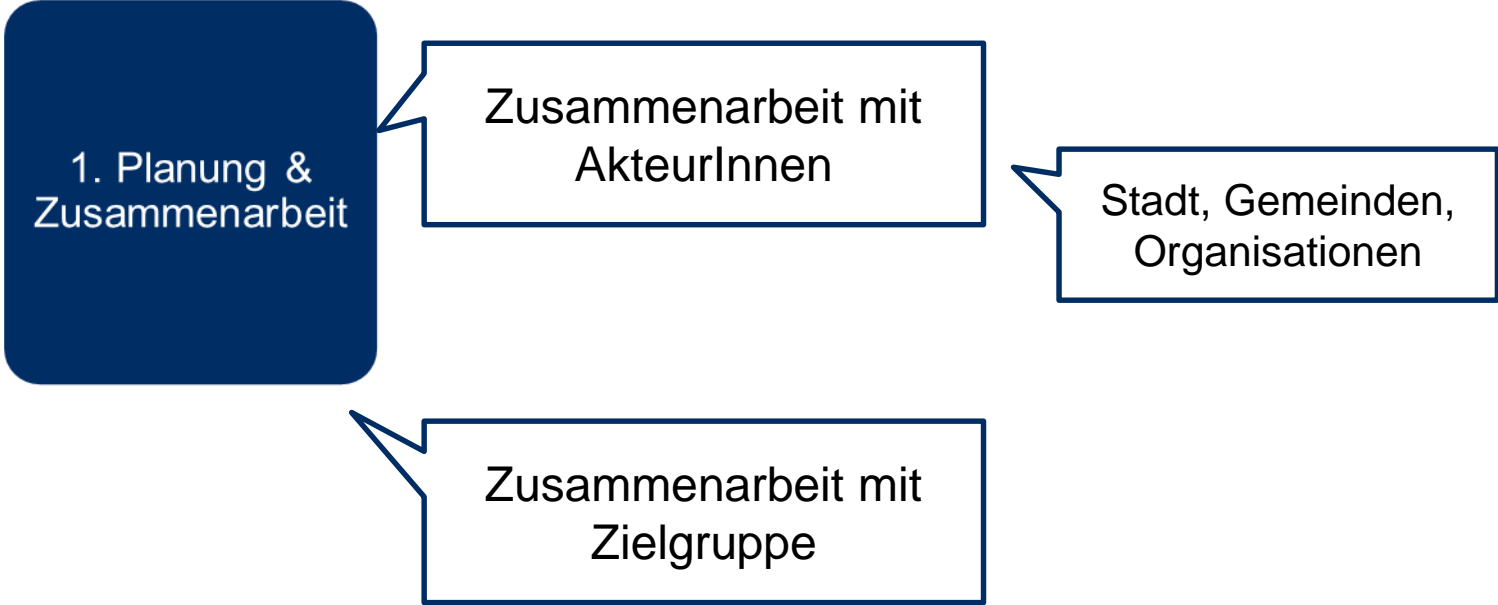 1. Planung &
Zusammenarbeit
Zusammenarbeit mit
AkteurInnen
Stadt, Gemeinden,
Organisationen
Zusammenarbeit mit
Zielgruppe